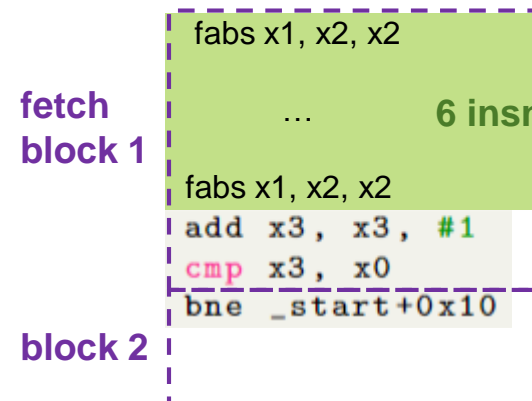 fabs x1, x2, x2
fetch
block 1
…
6
fabs x1, x2, x2
add x3, x3, #1
cmp x3, x0
bne _start+0x10
block 2